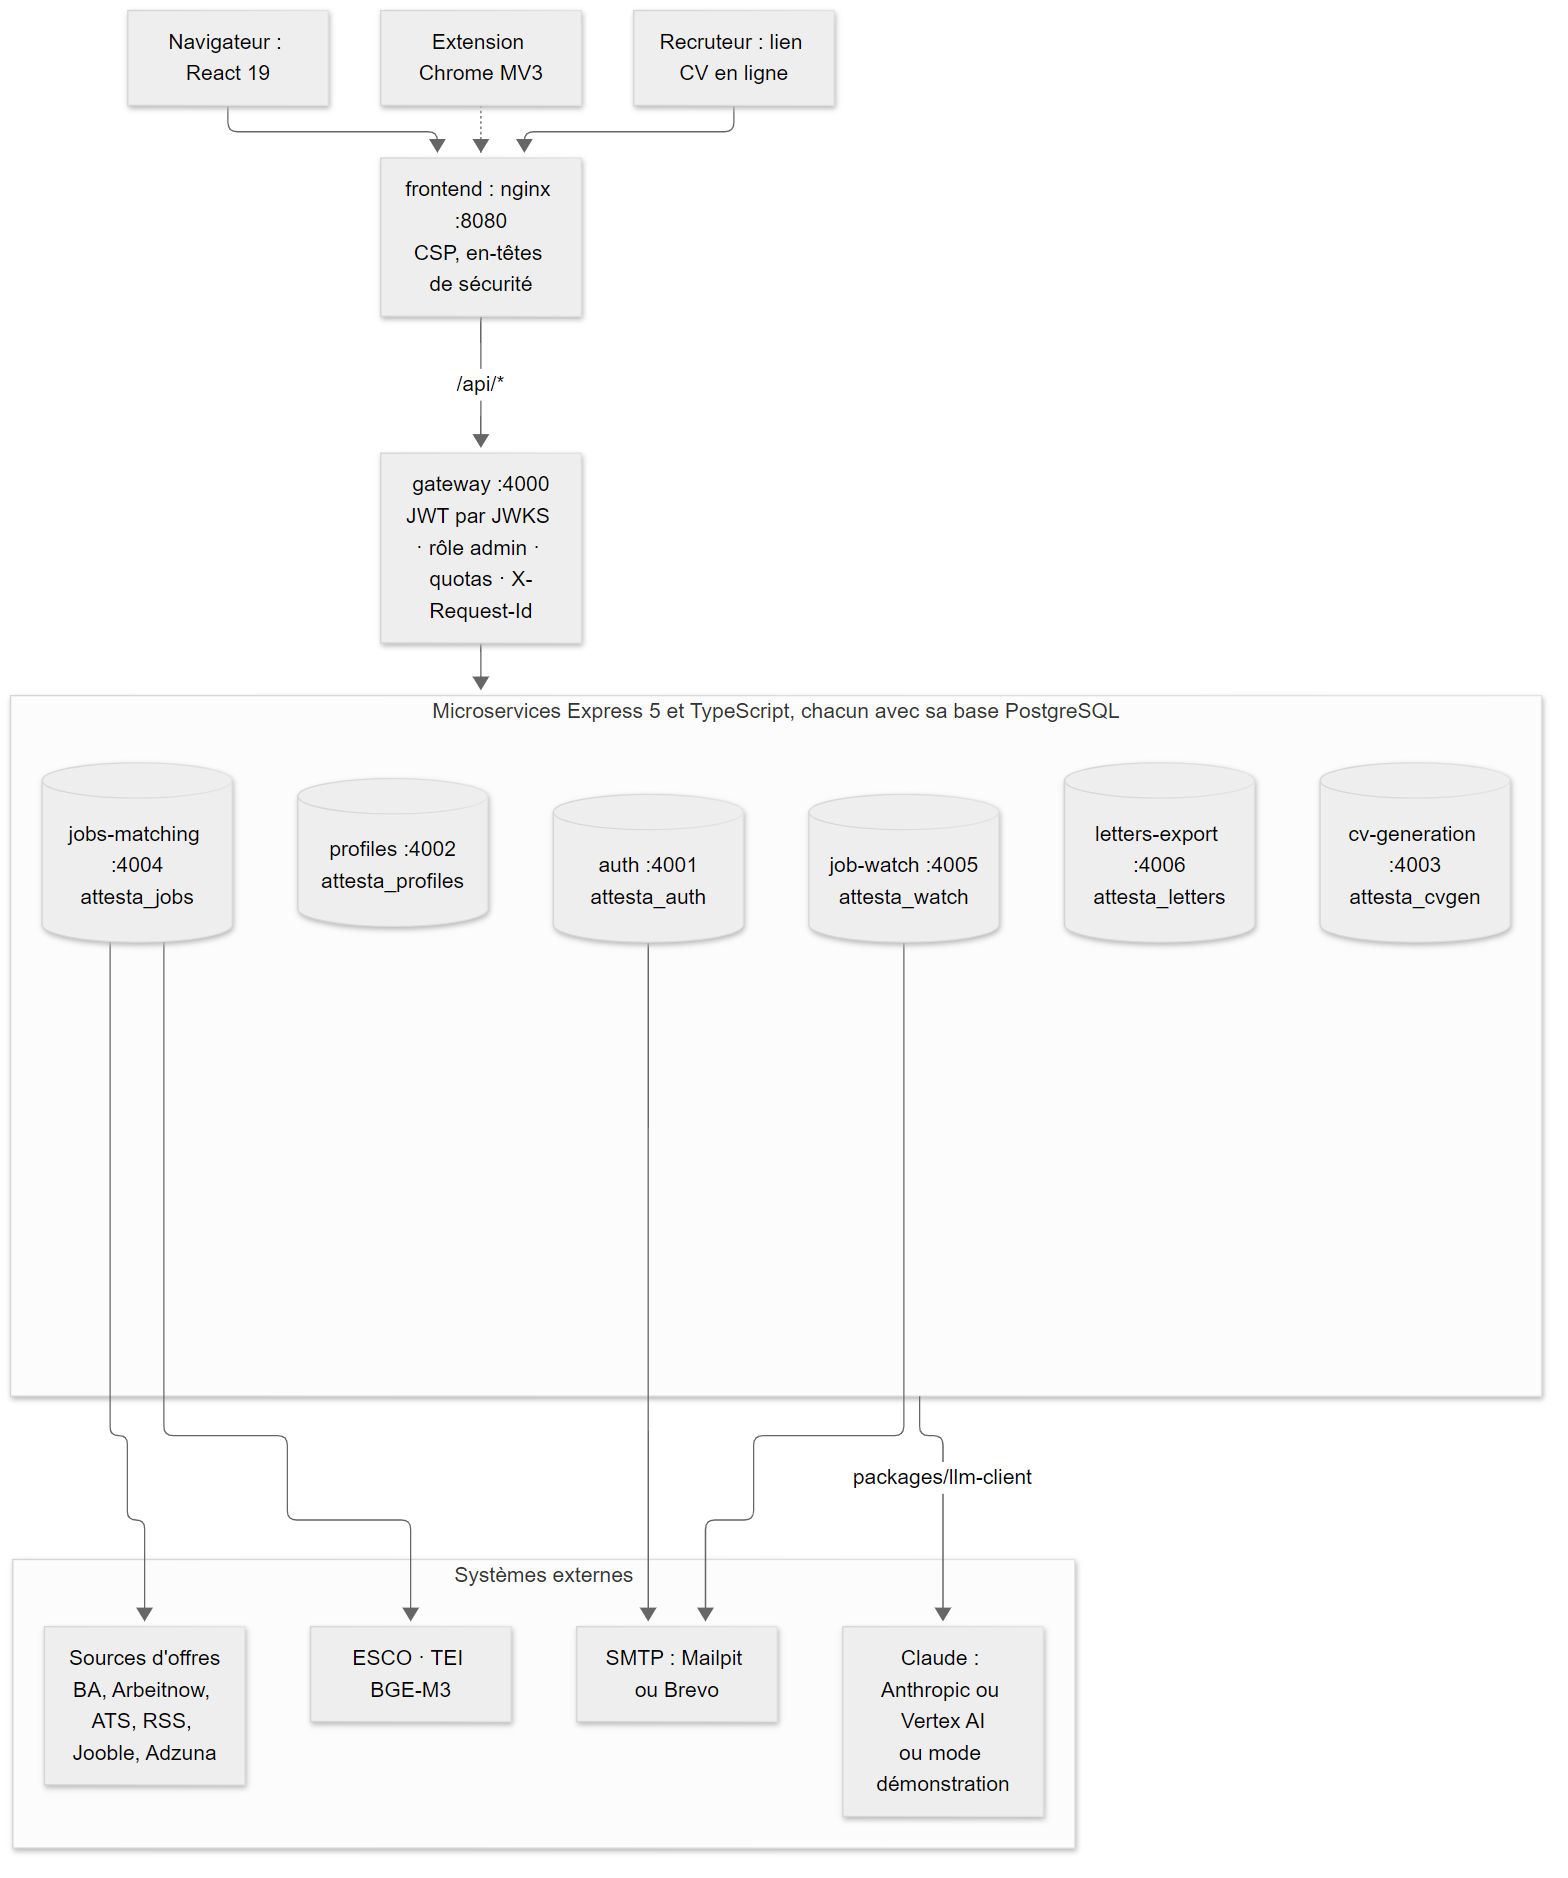 Navigateur :
React 19
Extension
Chrome MV3
Recruteur : lien
CV en ligne
frontend : nginx
:8080
CSP, en-têtes
de sécurité
/api/*
gateway :4000
JWT par JWKS
· rôle admin ·
quotas · X-
Request-Id
Microservices Express 5 et TypeScript, chacun avec sa base PostgreSQL
jobs-matching
:4004
attesta_jobs
profiles :4002
attesta_profiles
auth :4001
attesta_auth
job-watch :4005
attesta_watch
letters-export
:4006
attesta_letters
cv-generation
:4003
attesta_cvgen
packages/llm-client
Systèmes externes
Sources d'offres
BA, Arbeitnow,
ATS, RSS,
Jooble, Adzuna
ESCO · TEI
BGE-M3
SMTP : Mailpit
ou Brevo
Claude :
Anthropic ou
Vertex AI
ou mode
démonstration